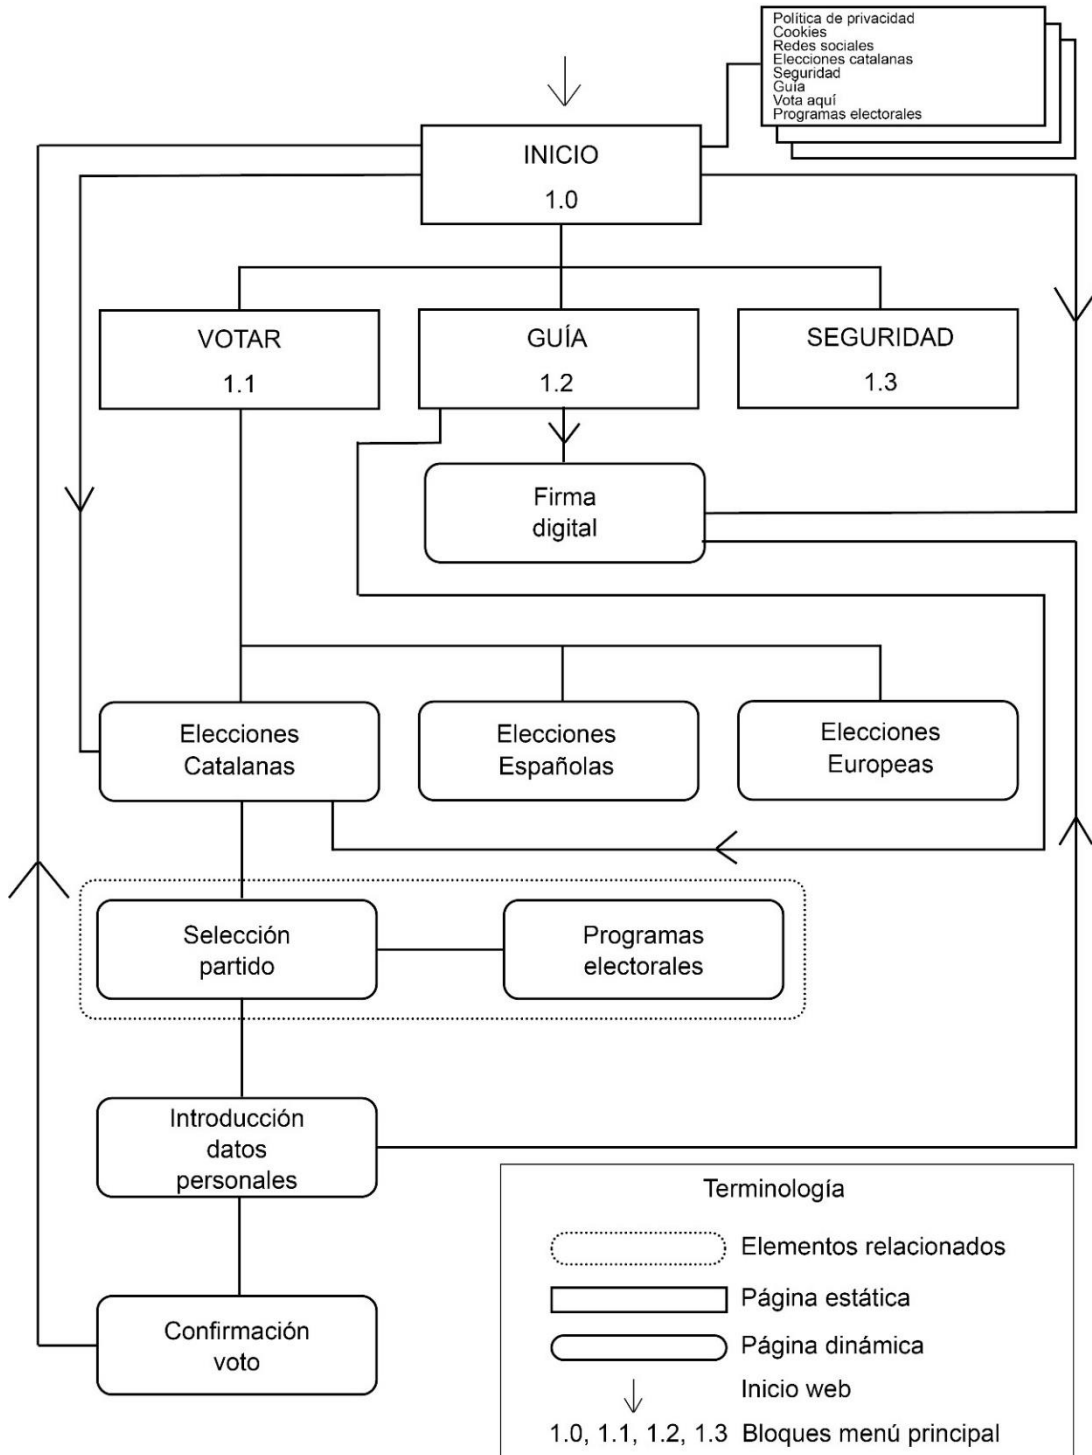 Política de privacidad
Cookies
Redes sociales
Elecciones catalanas
Seguridad
Guía
Vota aquí
Programas electorales
INICIO
1.0
VOTAR
1.1
GUÍA
1.2
SEGURIDAD
1.3
Firma
digital
Elecciones
Catalanas
Elecciones
Españolas
Elecciones
Europeas
Selección
partido
Programas
electorales
Introducción
datos
personales
Confirmación
voto
Terminología
Elementos relacionados
Página estática
Página dinámica
Inicio web
1.0, 1.1, 1.2, 1.3 Bloques menú principal